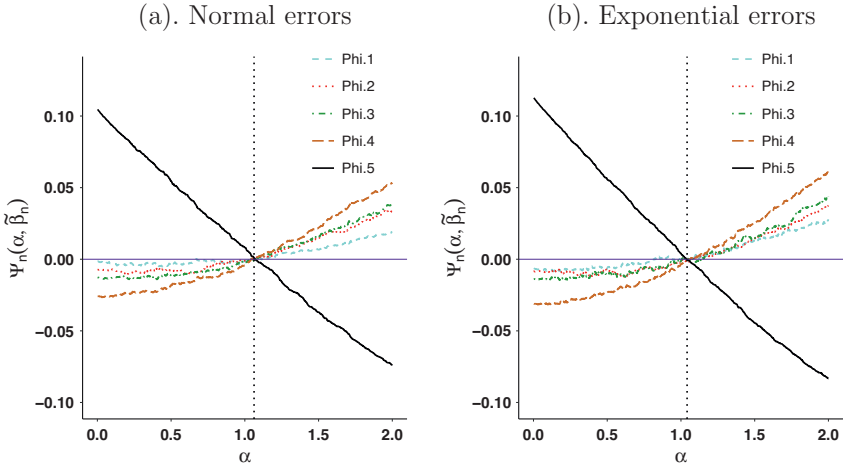 (a). Normal errors
Phi.1
Phi.2
Phi.3
Phi.4
Phi.5
0.10
0.05
0.00
−0.05
−0.10
Ψn(α, β̃n)
0.0 0.5 1.0 1.5 2.0
α
(b). Exponential errors
Phi.1
Phi.2
Phi.3
Phi.4
Phi.5
0.10
0.05
0.00
−0.05
−0.10
Ψn(α, β̃n)
0.0 0.5 1.0 1.5 2.0
α